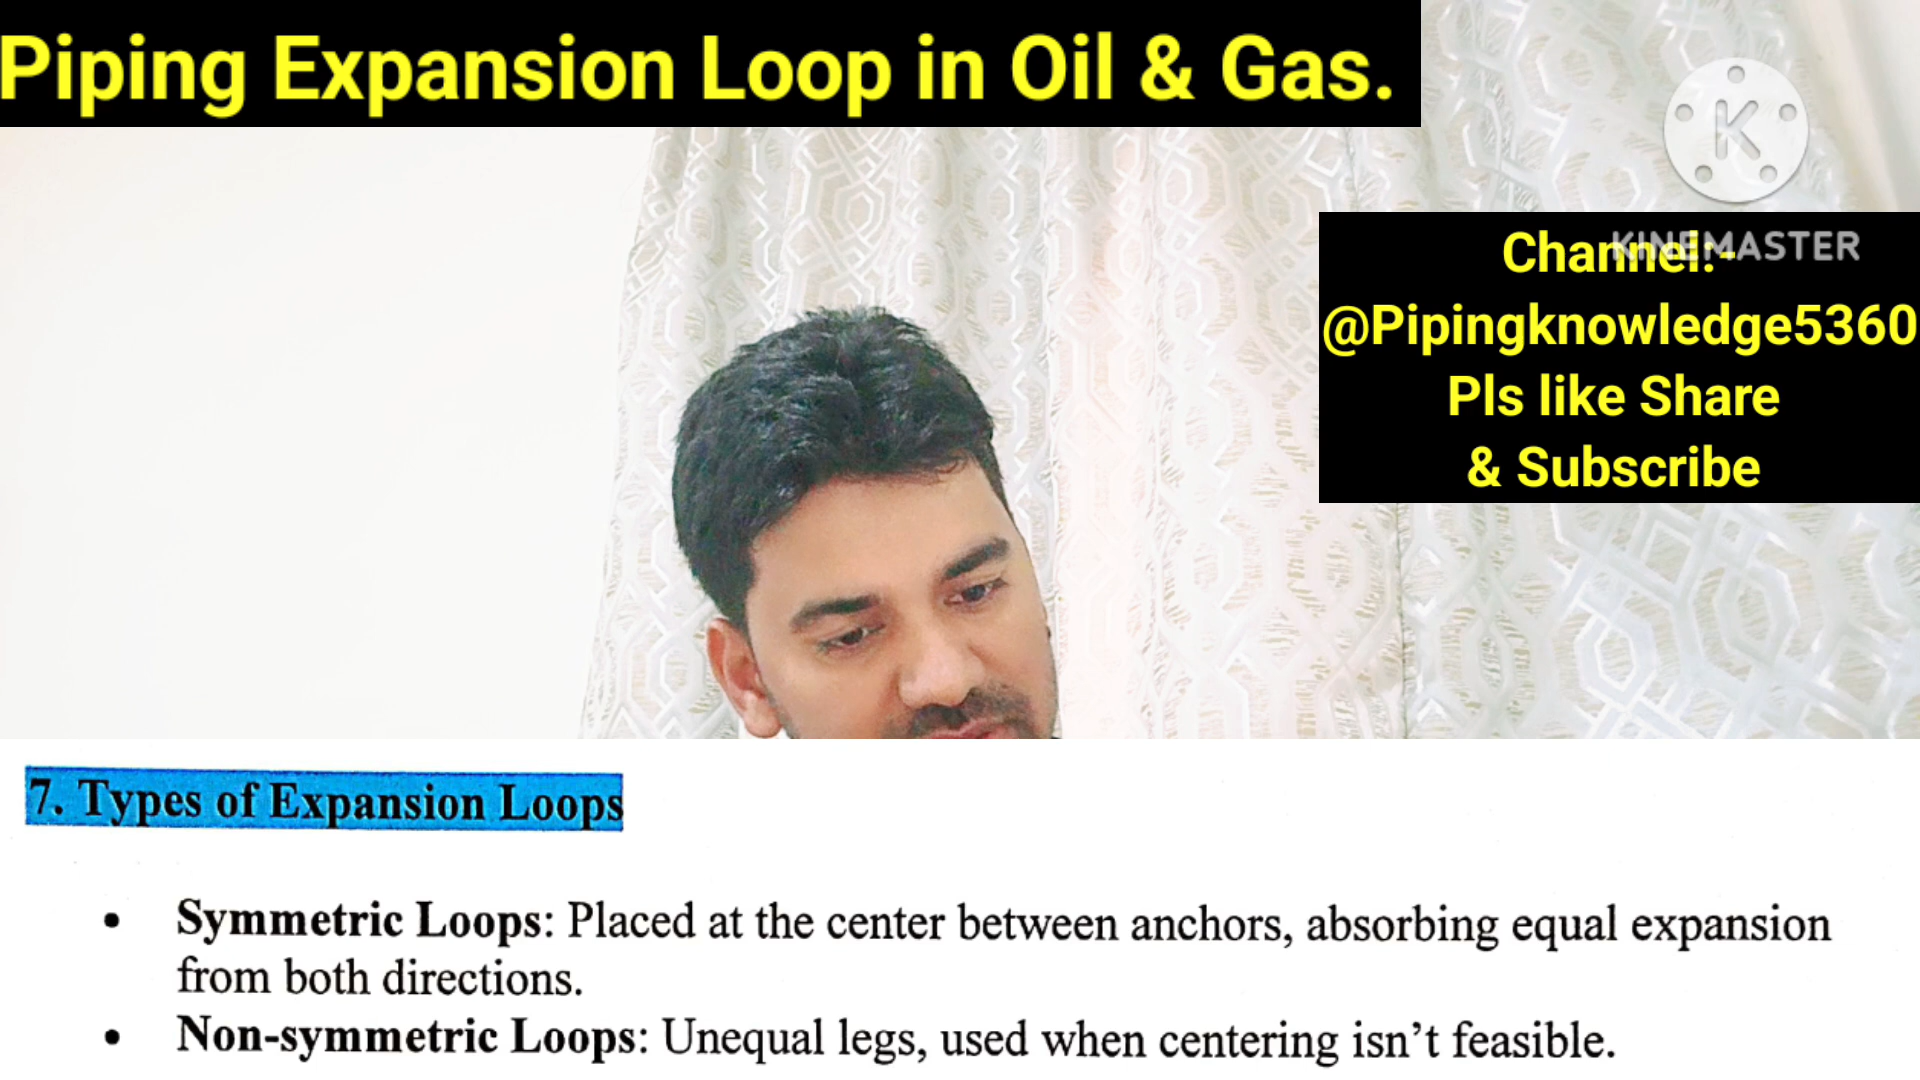 Piping Expansion Loop in Oil & Gas.
K
KINEMASTER
Channel:-
@Pipingknowledge5360
Pls like Share
& Subscribe
7. Types of Expansion Loops
• Symmetric Loops: Placed at the center between anchors, absorbing equal expansion
from both directions.
• Non-symmetric Loops: Unequal legs, used when centering isn’t feasible.